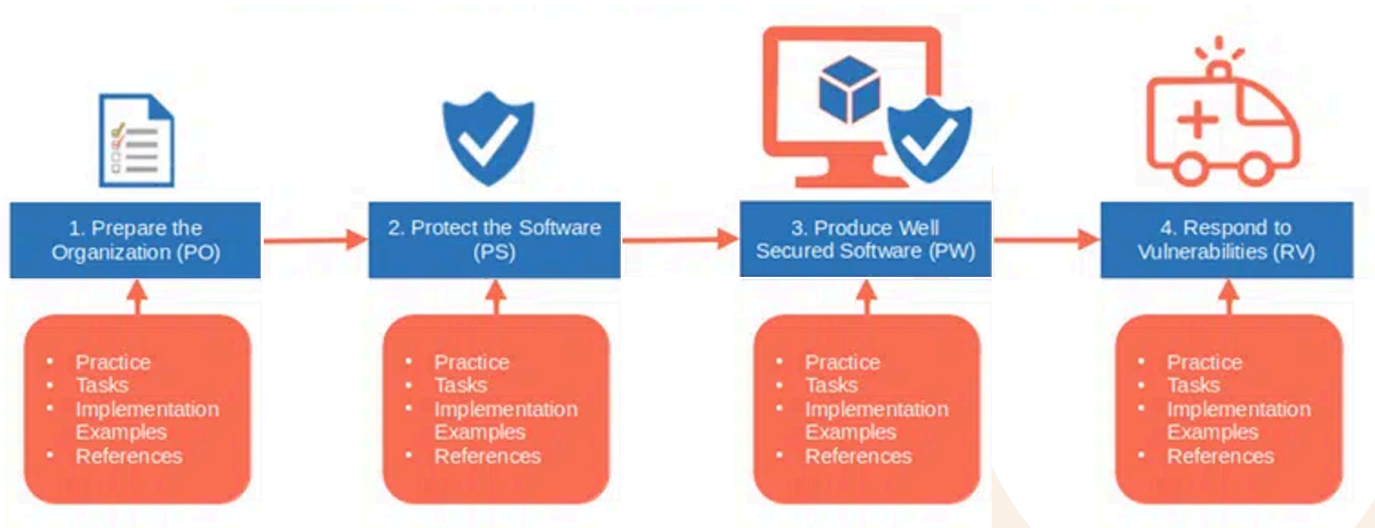 1. Prepare the
Organization (PO)
2. Protect the Software
(PS)
3. Produce Well
Secured Software (PW)
4. Respond to
Vulnerabilities (RV)
• Practice
• Tasks
• Implementation
Examples
• References
• Practice
• Tasks
• Implementation
Examples
• References
• Practice
• Tasks
• Implementation
Examples
• References
• Practice
• Tasks
• Implementation
Examples
• References